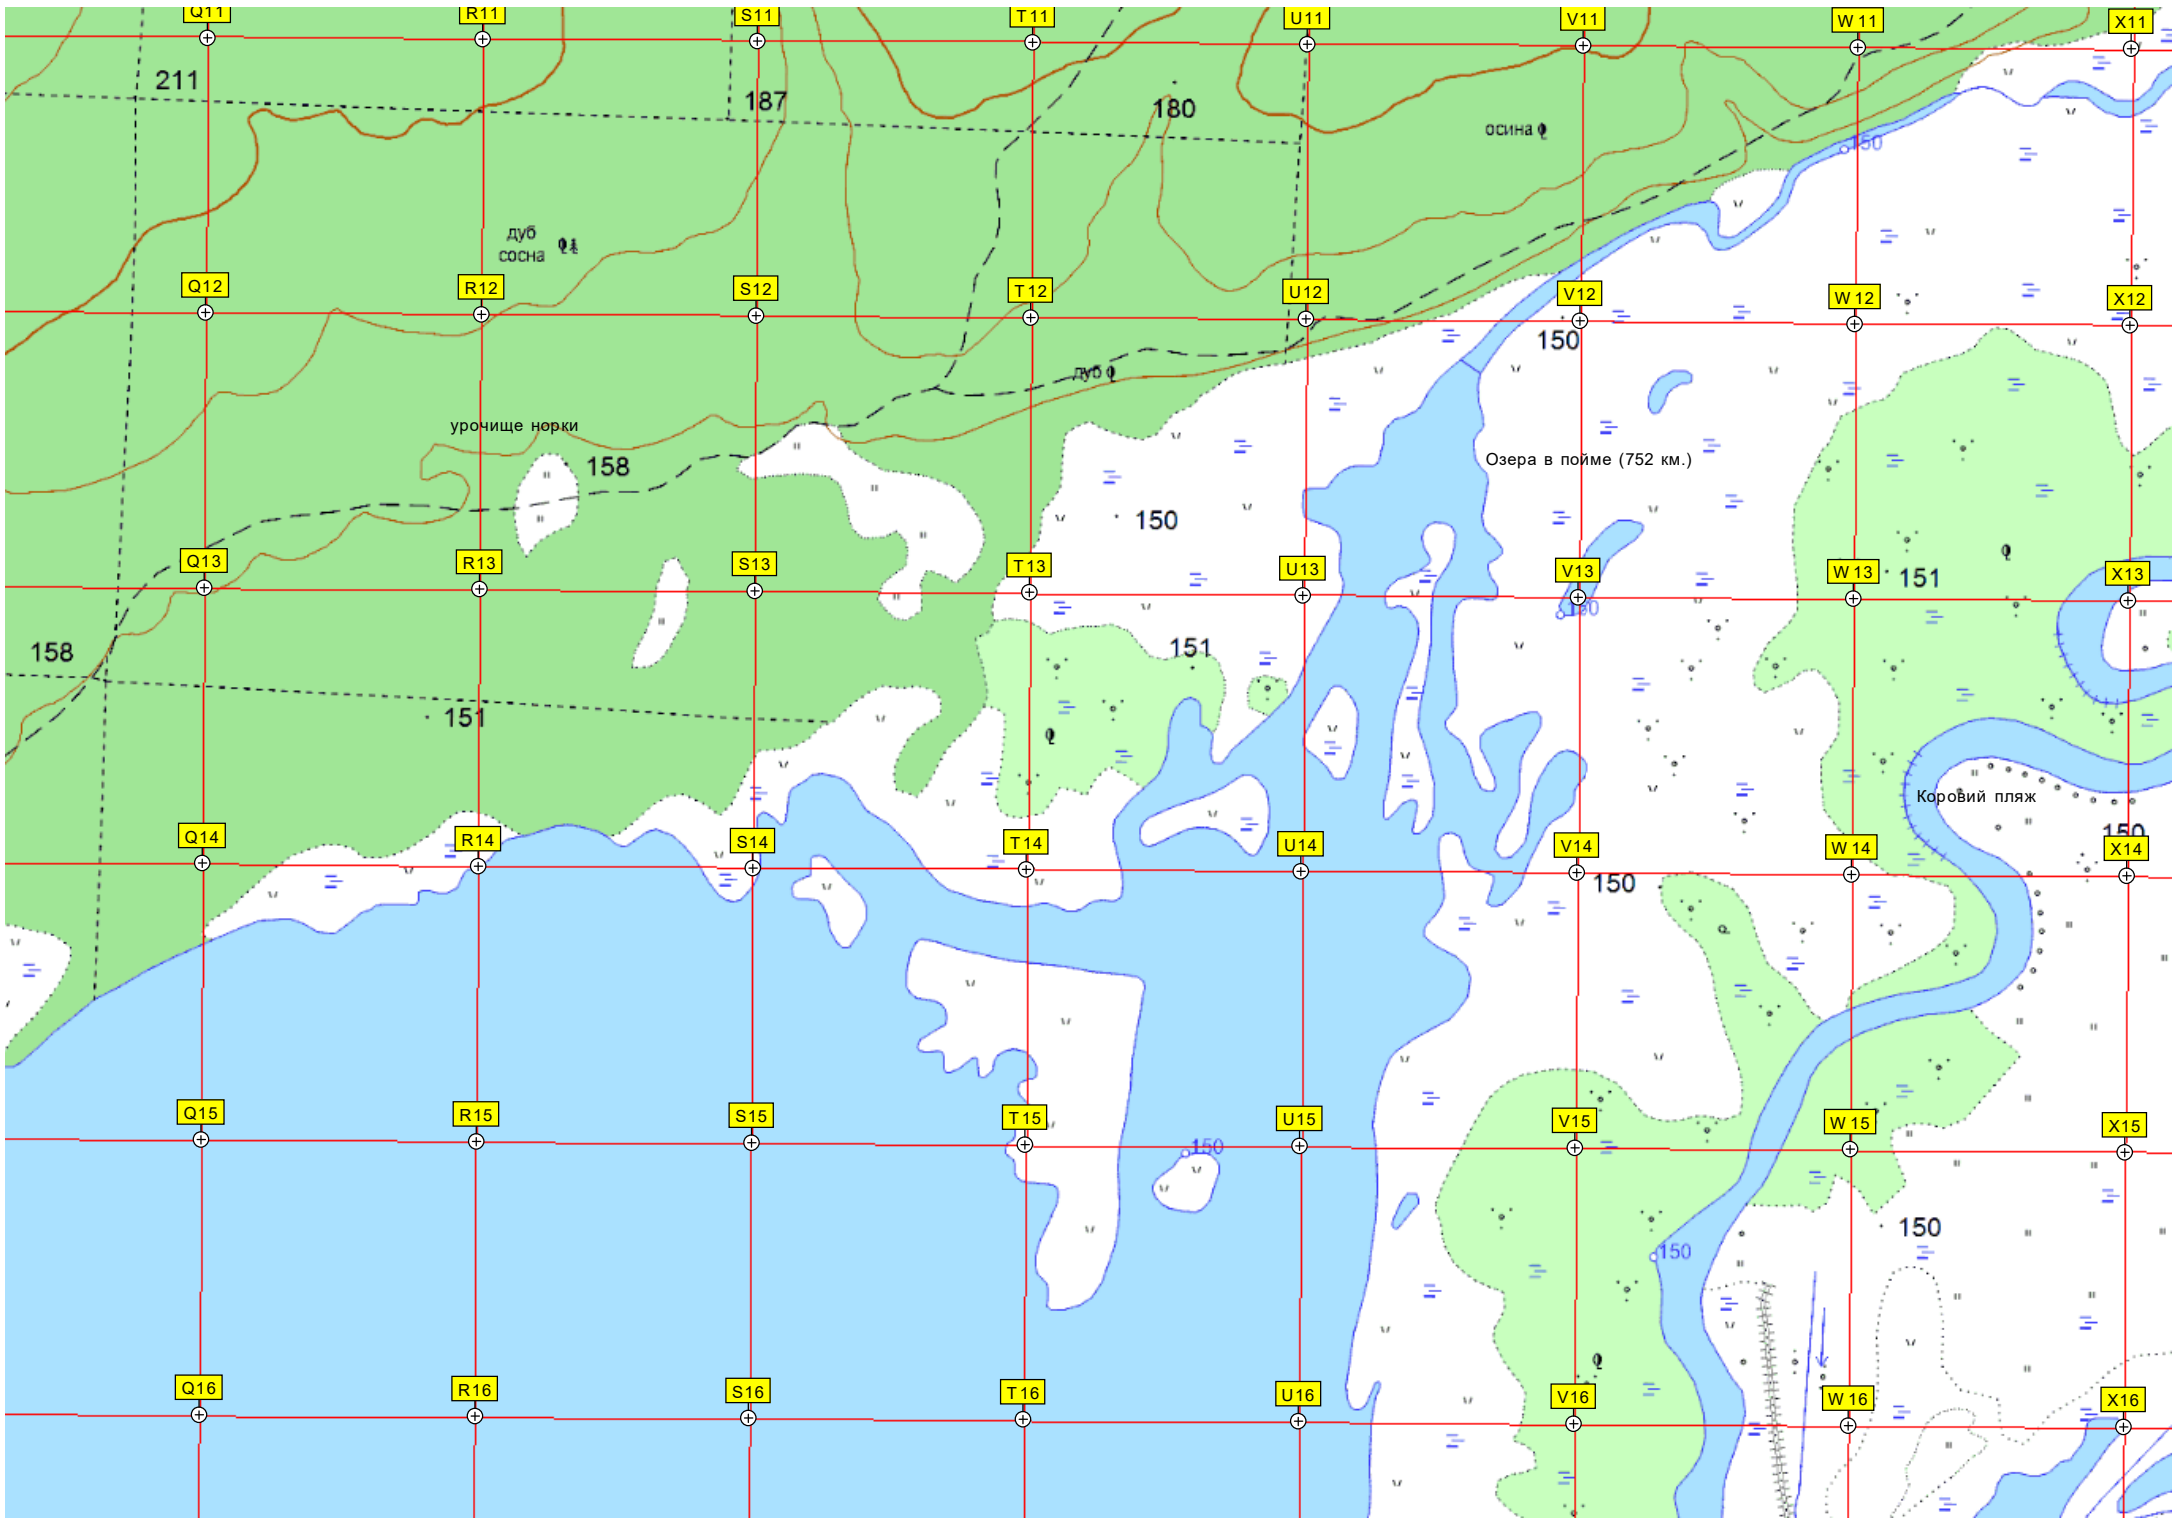 Q11 R11 S11 T11 U11 V11 W11 X11
211
187
180
осина
150
дуб
сосна
Q12 R12 S12 T12 U12 V12 W12 X12
150
дуб
урочище норки
158
Озера в пойме (752 км.)
150
Q13 R13 S13 T13 U13 V13 W13 X13
151
150
158
151
151
Коровий пляж
150
Q14 R14 S14 T14 U14 V14 W14 X14
150
Q15 R15 S15 T15 U15 V15 W15 X15
150
150
150
Q16 R16 S16 T16 U16 V16 W16 X16